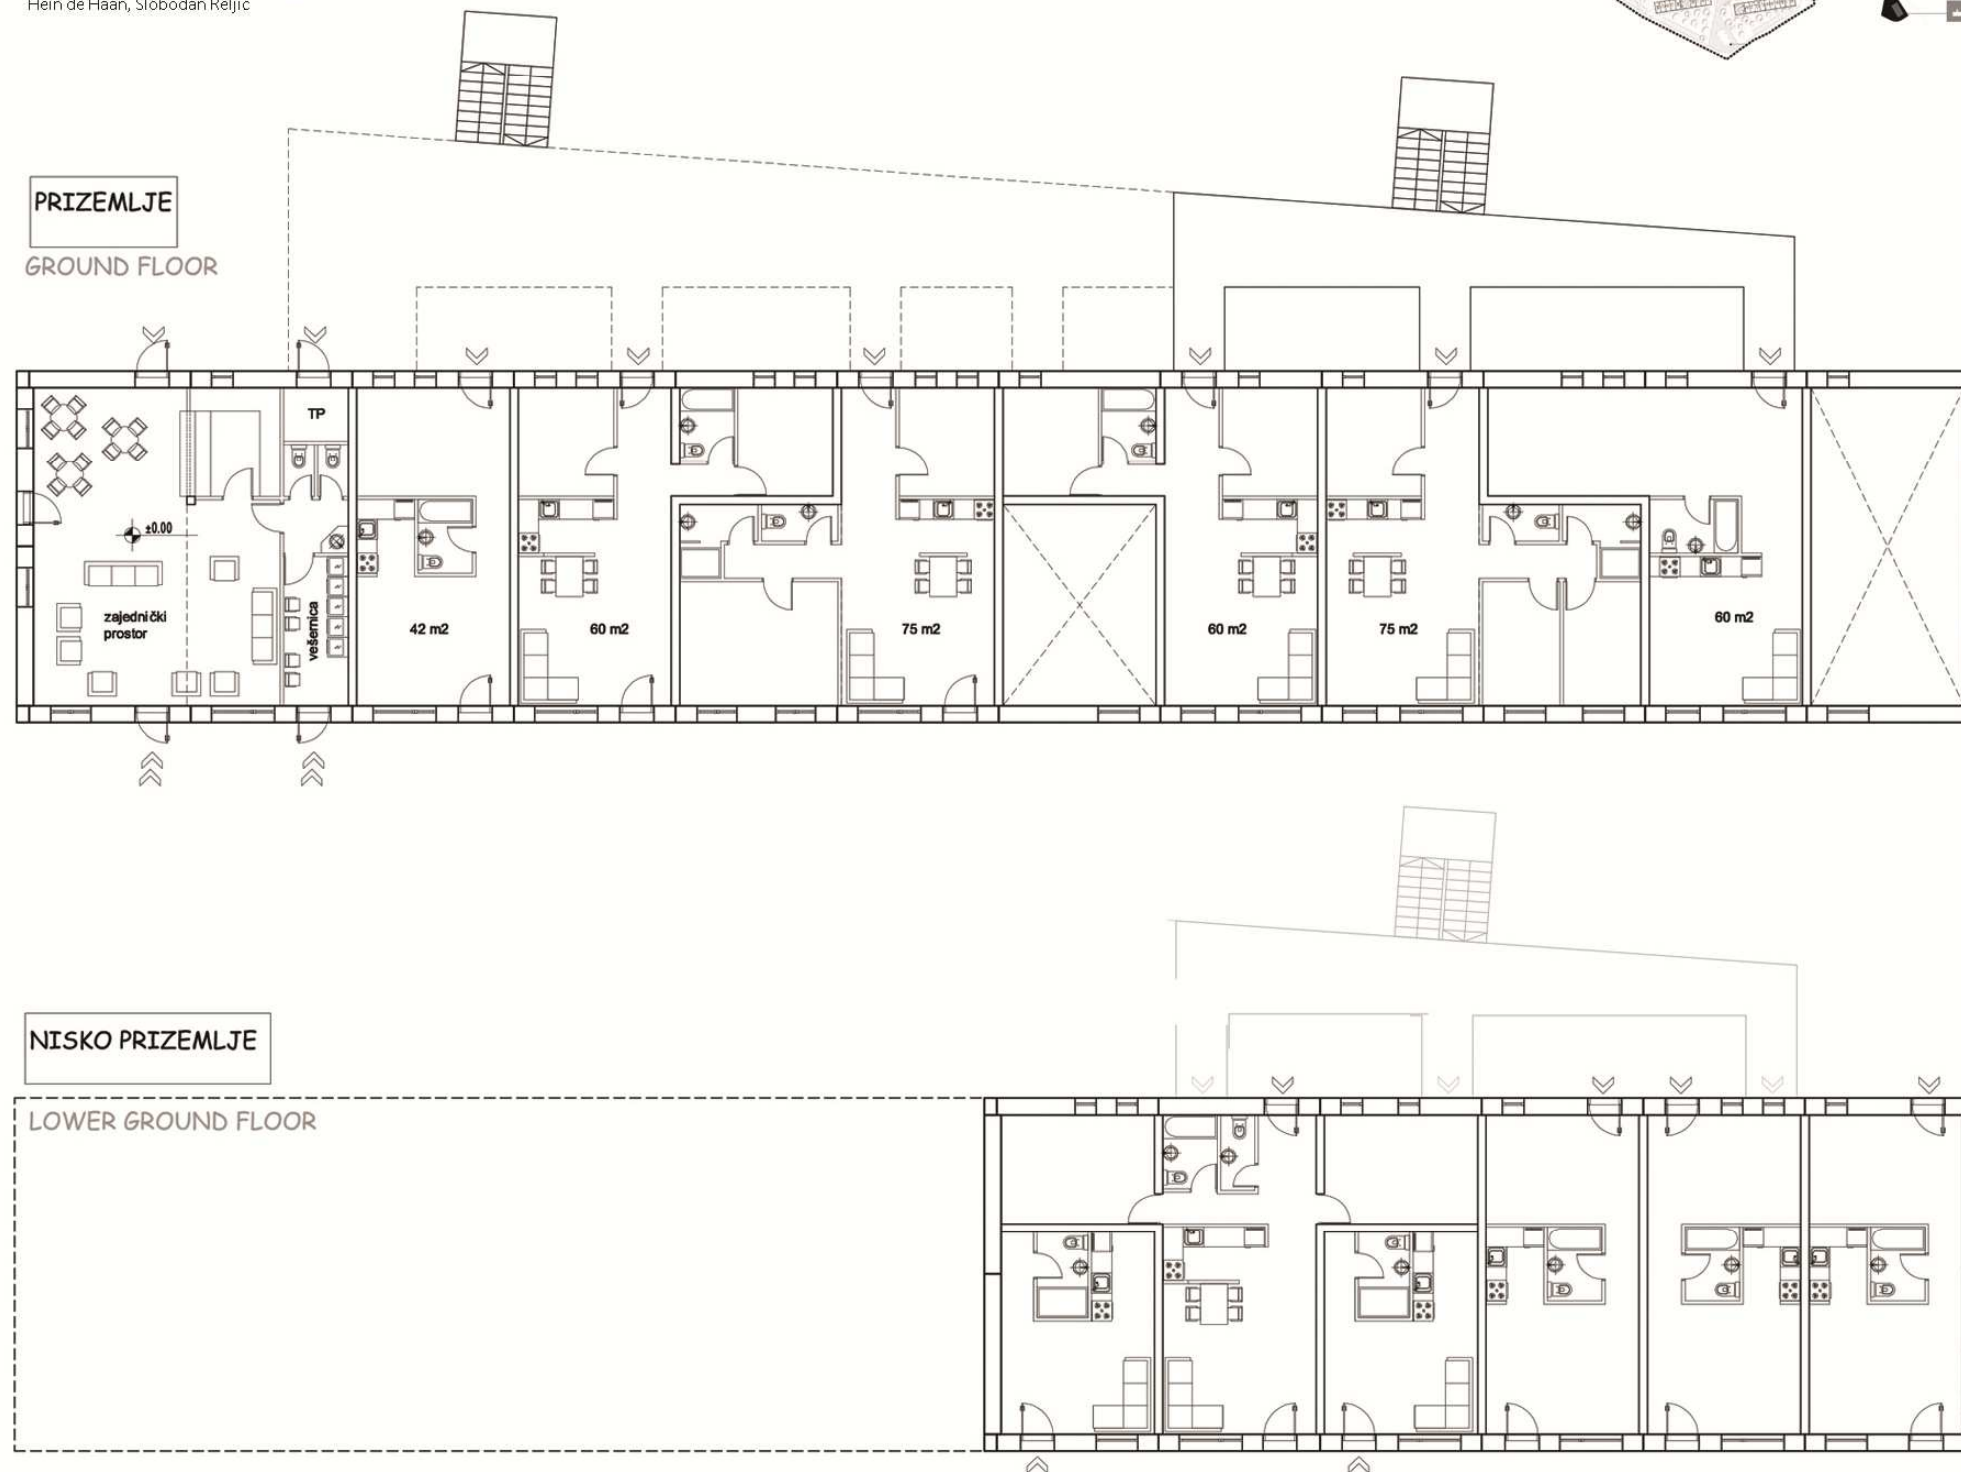 Hein de Haan, Slobodan Reljić
PRIZEMLJE
GROUND FLOOR
TP
±0.00
zajednički
prostor
vešernica
42 m2
60 m2
75 m2
60 m2
75 m2
60 m2
NISKO PRIZEMLJE
LOWER GROUND FLOOR